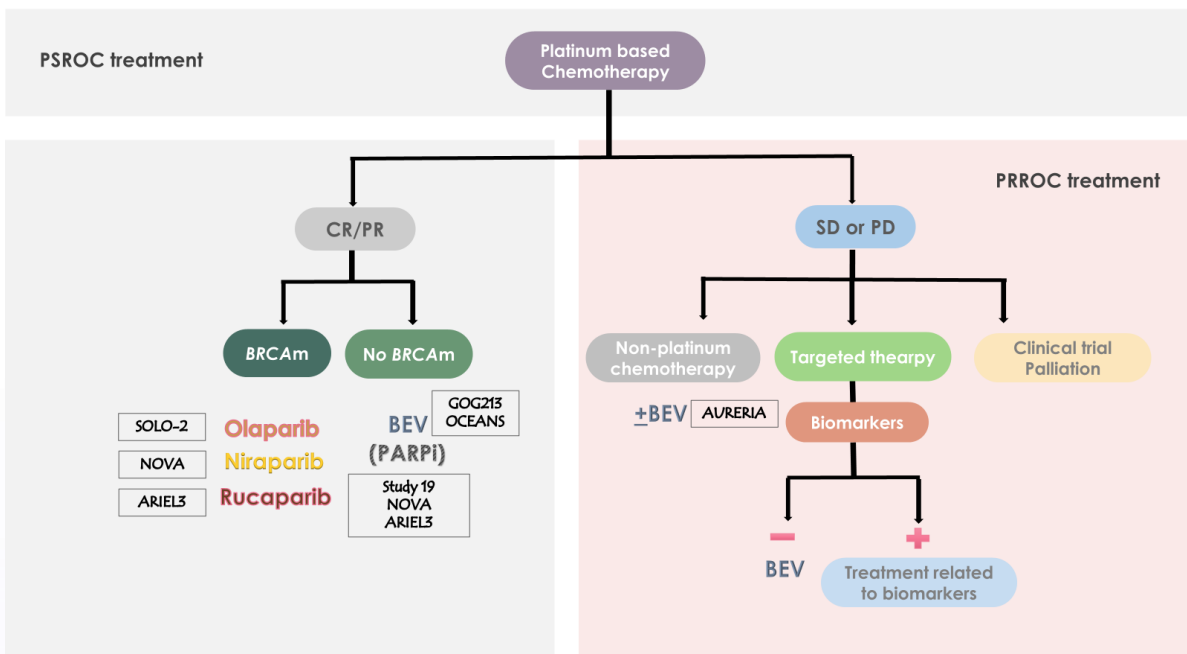 PSROC treatment
Platinum based
Chemotherapy
PRROC treatment
CR/PR
SD or PD
BRCAm
No BRCAm
Non-platinum
chemotherapy
Targeted thearpy
Clinical trial
Palliation
SOLO-2
Olaparib
BEV
GOG213
OCEANS
NOVA
Niraparib
(PARPi)
ARIEL3
Rucaparib
Study 19
NOVA
ARIEL3
±BEV
AURERIA
Biomarkers
−
+
BEV
Treatment related
to biomarkers